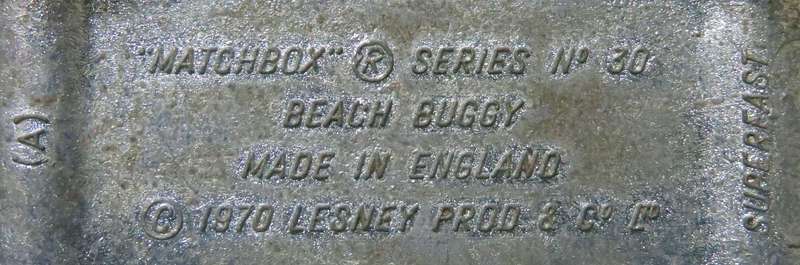 (A)
"MATCHBOX" ® SERIES Nº 30
BEACH BUGGY
MADE IN ENGLAND
© 1970 LESNEY PROD. & Cº Lᴰ
SUPERFAST